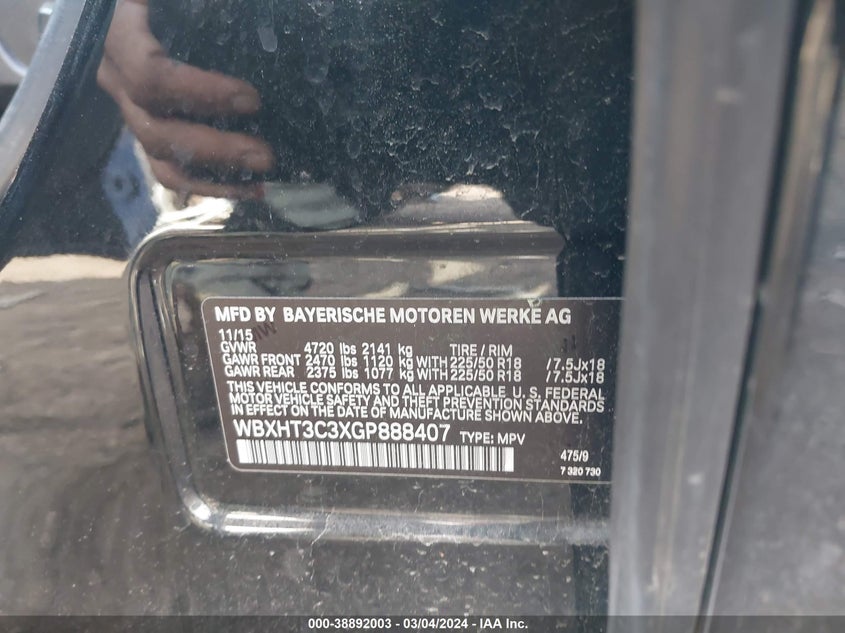 MFD BY BAYERISCHE MOTOREN WERKE AG
11/15
GVWR 4720 lbs 2141 kg TIRE / RIM
GAWR FRONT 2470 lbs 1120 kg WITH 225/50 R18 /7.5Jx18
GAWR REAR 2375 lbs 1077 kg WITH 225/50 R18 /7.5Jx18
THIS VEHICLE CONFORMS TO ALL APPLICABLE U. S. FEDERAL
MOTOR VEHICLE SAFETY AND THEFT PREVENTION STANDARDS
IN EFFECT ON THE DATE OF MANUFACTURE SHOWN ABOVE.
WBXHT3C3XGP888407 TYPE: MPV
475/9
7 320 730
000-38892003 - 03/04/2024 - IAA Inc.